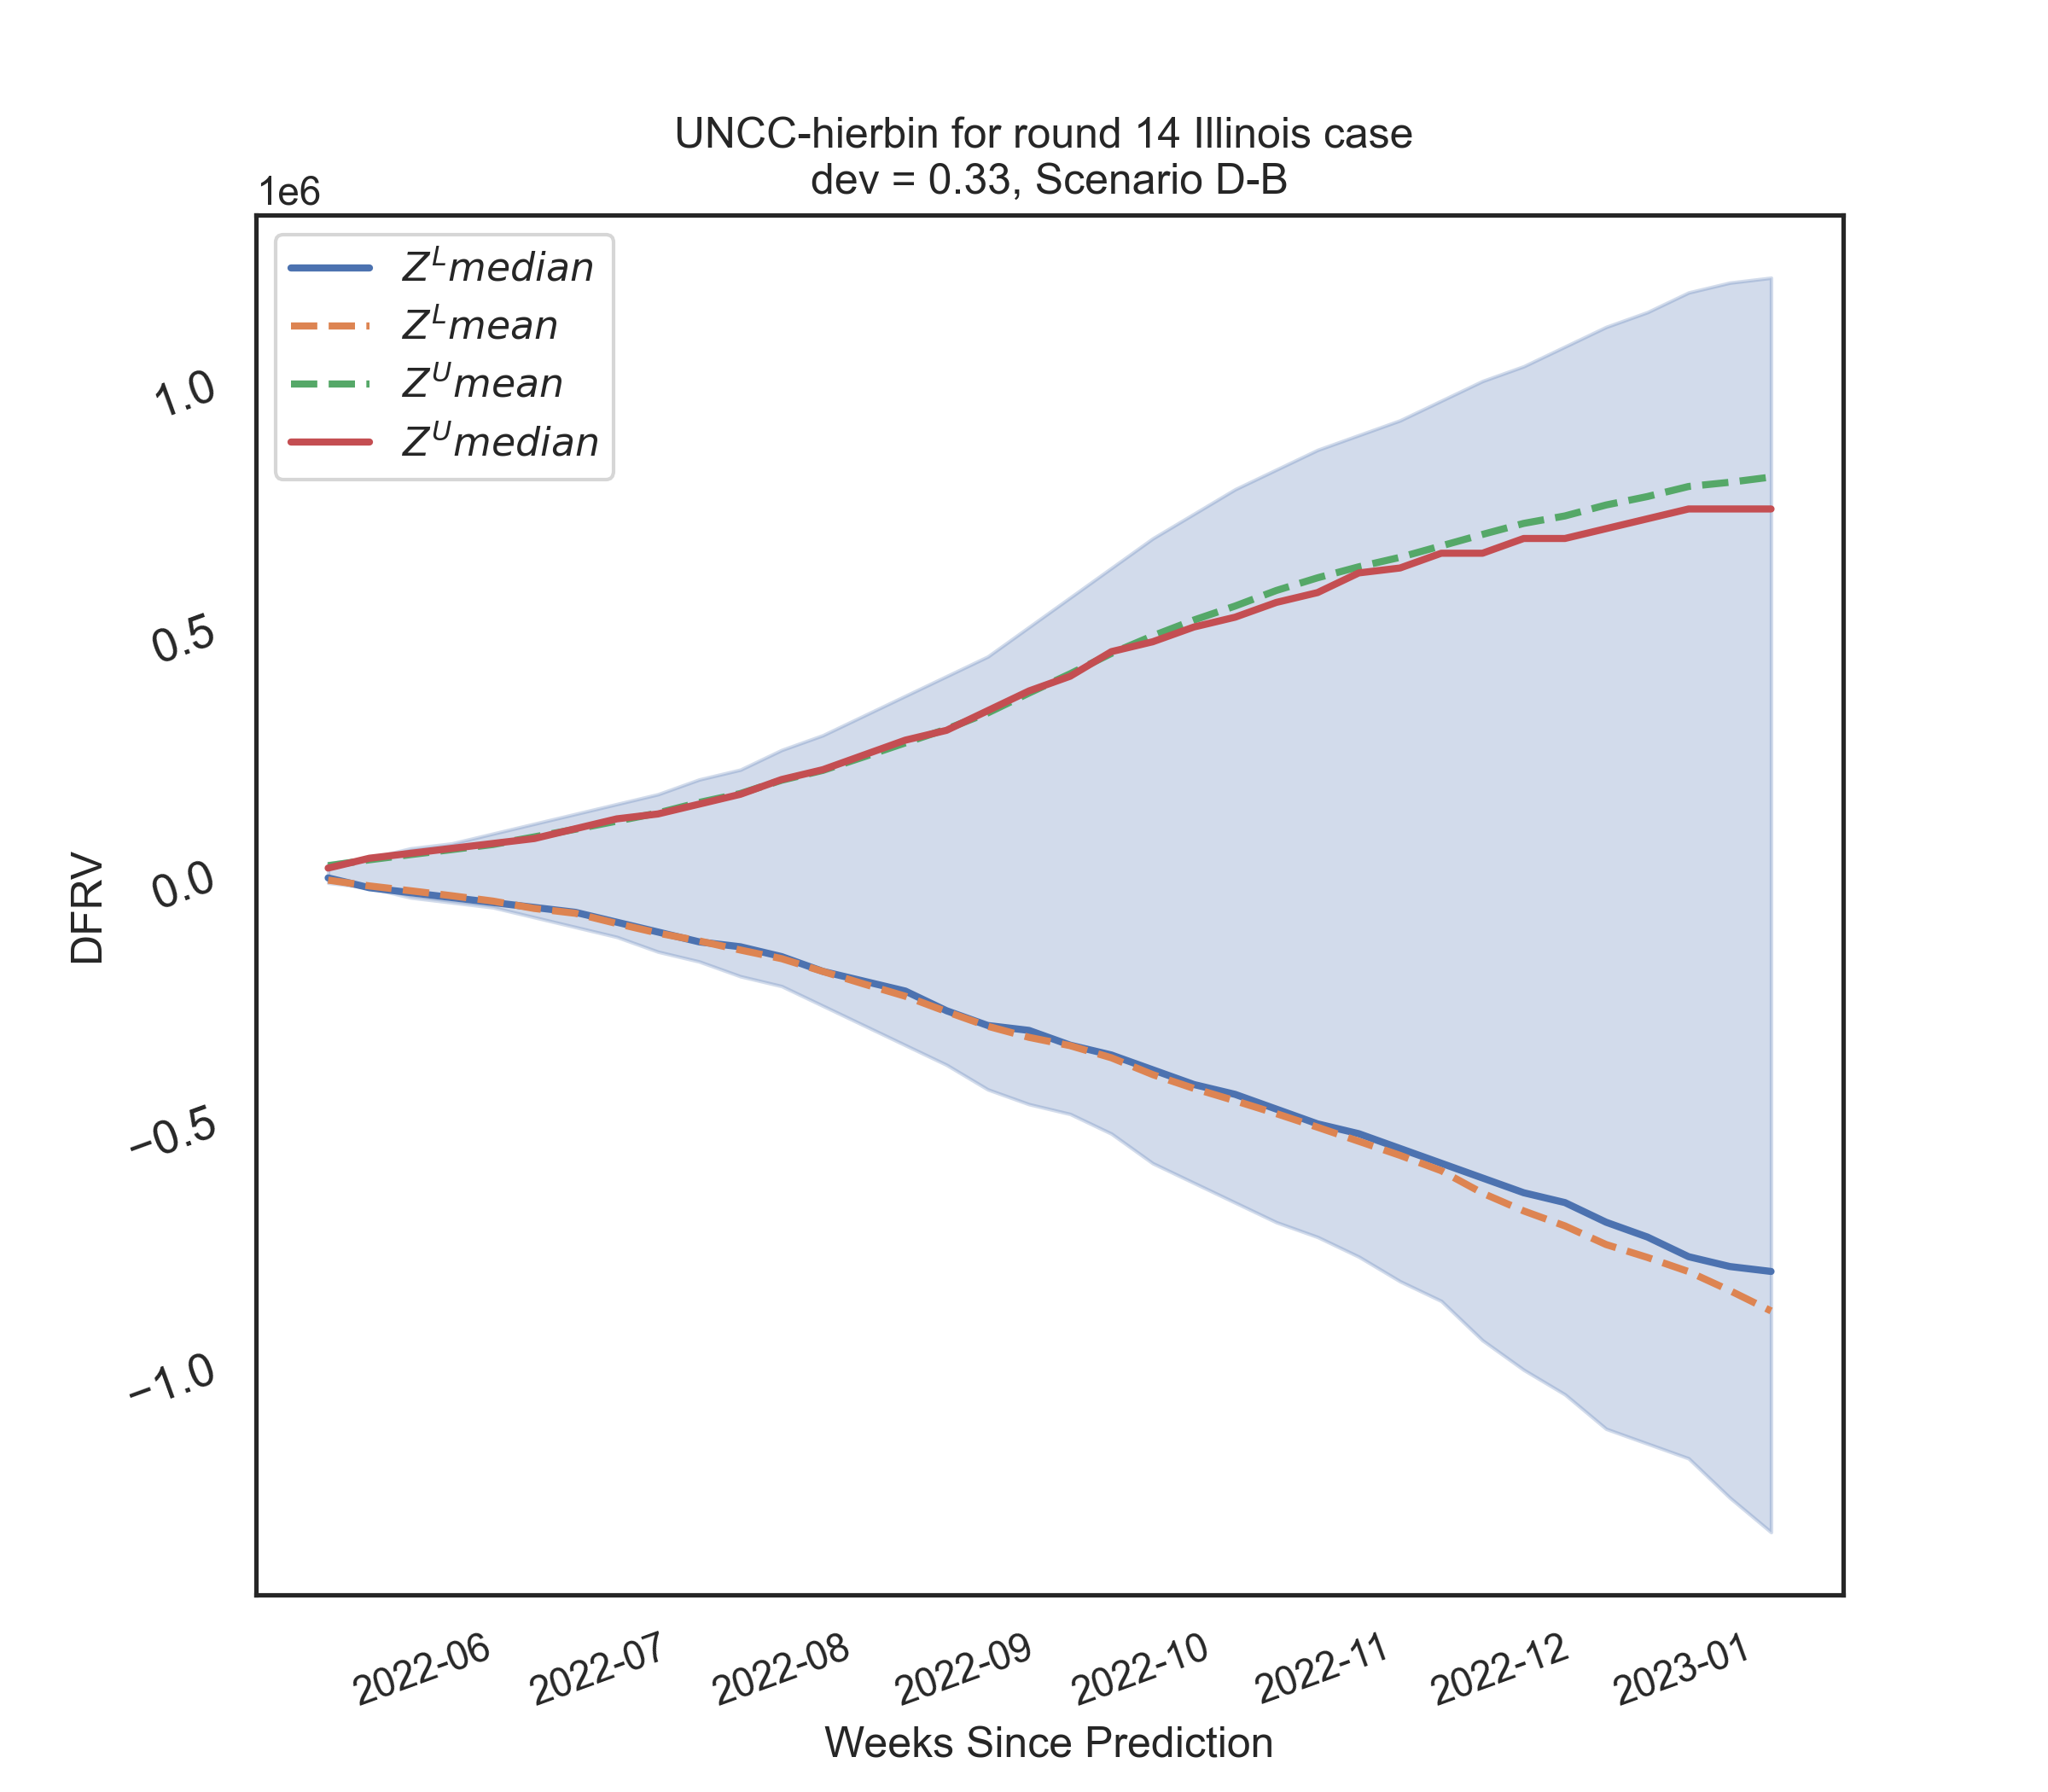 UNCC-hierbin for round 14 Illinois case
dev = 0.33, Scenario D-B
1e6
Z^L median
Z^L mean
Z^U mean
Z^U median
1.0
0.5
0.0
−0.5
−1.0
DFRV
2022-06
2022-07
2022-08
2022-09
2022-10
2022-11
2022-12
2023-01
Weeks Since Prediction